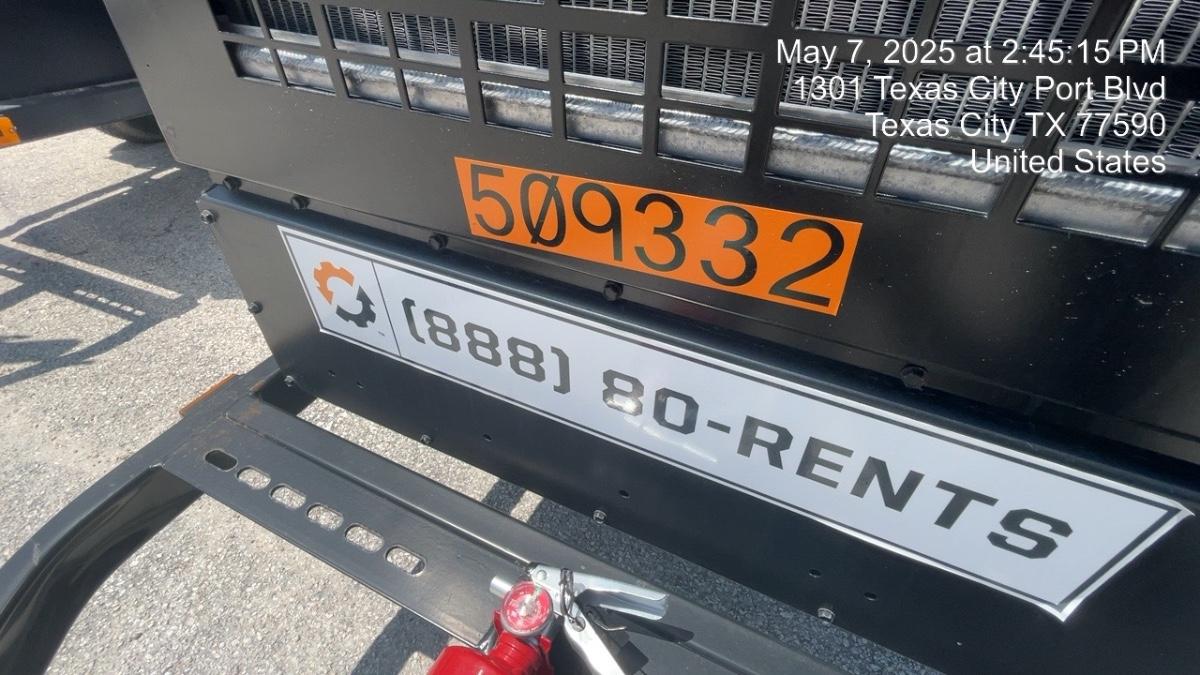 May 7, 2025 at 2:45:15 PM
1301 Texas City Port Blvd
Texas City TX 77590
United States
5Ø9332
(888) 80-RENTS